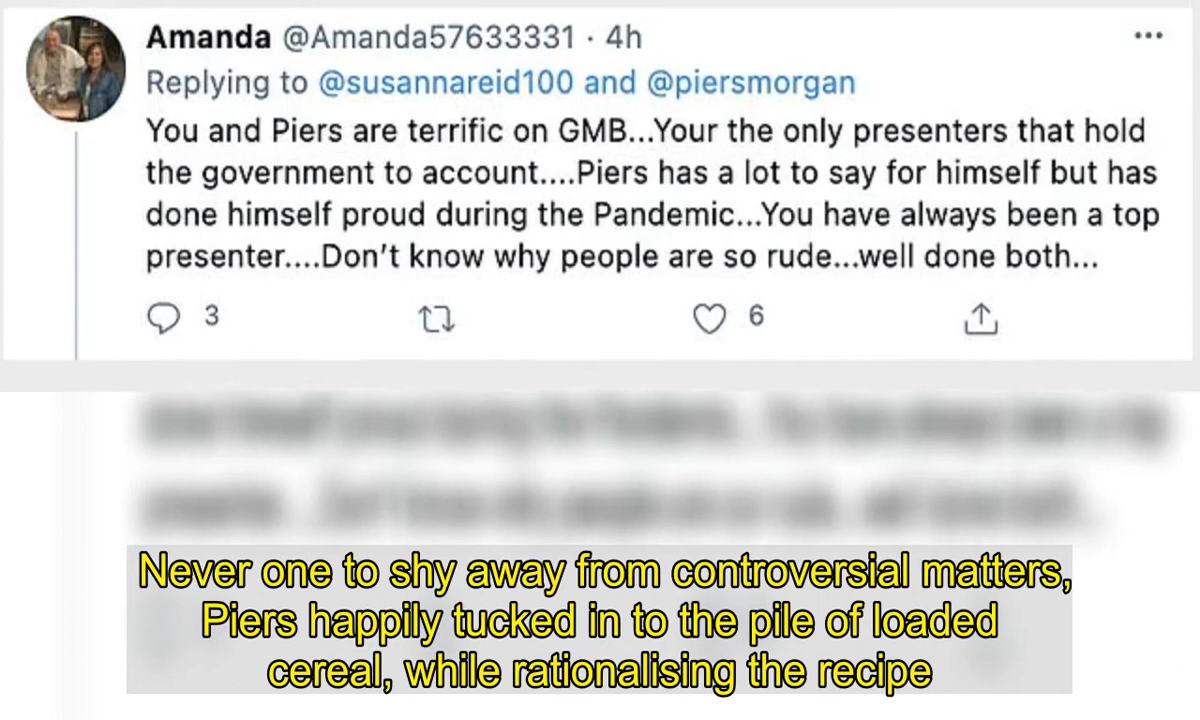 Amanda @Amanda57633331 · 4h
Replying to @susannareid100 and @piersmorgan
You and Piers are terrific on GMB...Your the only presenters that hold
the government to account....Piers has a lot to say for himself but has
done himself proud during the Pandemic...You have always been a top
presenter....Don't know why people are so rude...well done both...
3 6
Never one to shy away from controversial matters,
Piers happily tucked in to the pile of loaded
cereal, while rationalising the recipe